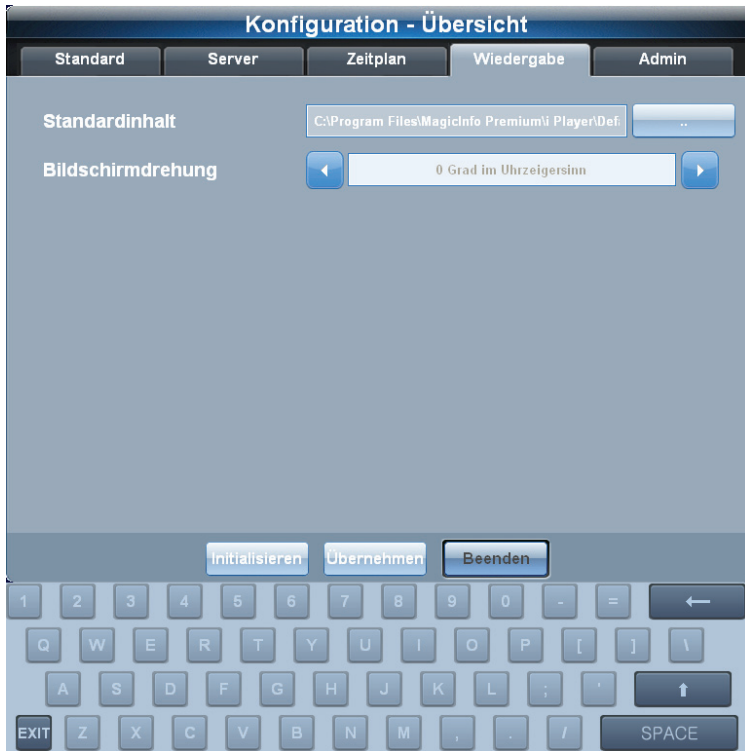 Konfiguration - Übersicht
Standard Server Zeitplan Wiedergabe Admin
Standardinhalt C:\Program Files\MagicInfo Premium\i Player\Def ..
Bildschirmdrehung 0 Grad im Uhrzeigersinn
Initialisieren Übernehmen Beenden
1 2 3 4 5 6 7 8 9 0 - = ←
Q W E R T Y U I O P [ ] \
A S D F G H J K L ; ' ↑
EXIT Z X C V B N M , . / SPACE